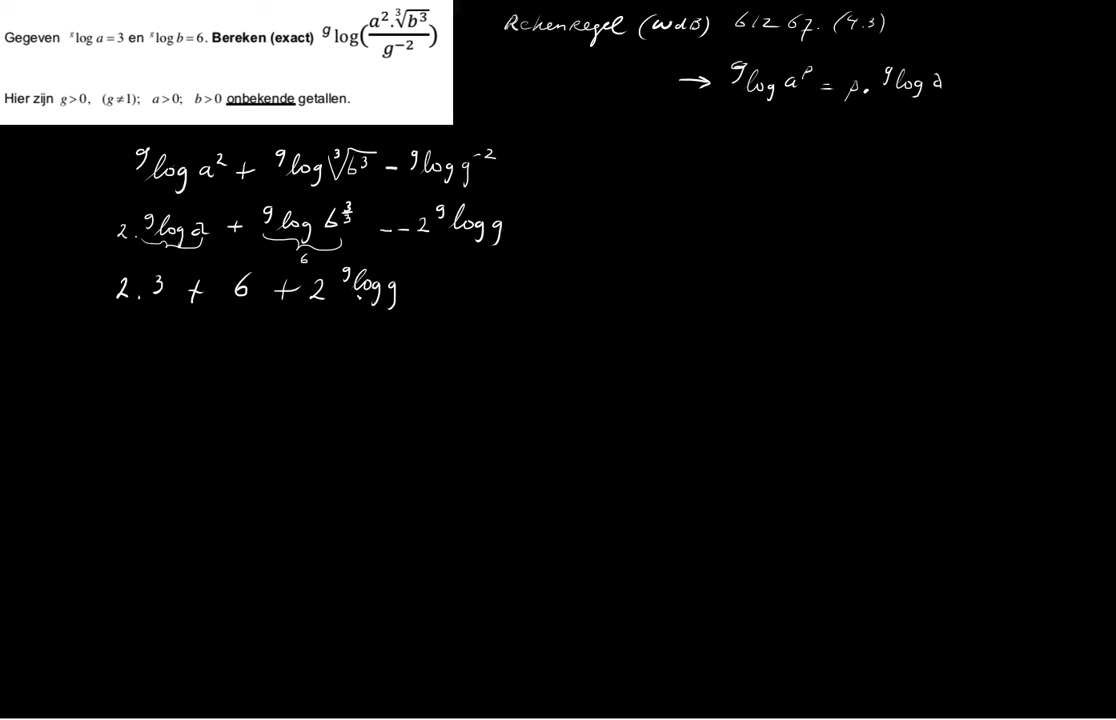 Gegeven ᵍlog a = 3 en ᵍlog b = 6. Bereken (exact) ᵍlog(a².∛b³ / g⁻²)
Hier zijn g > 0, (g ≠ 1); a > 0; b > 0 onbekende getallen.
Rekenregel (wdB) blz 67. (4.3)
→ ᵍlog aᵖ = p. ᵍlog a
ᵍlog a² + ᵍlog ∛b³ - ᵍlog g⁻²
2. ᵍlog a + ᵍlog b^(3/3) - -2 ᵍlog g
6
2. 3 + 6 + 2 ᵍlog g